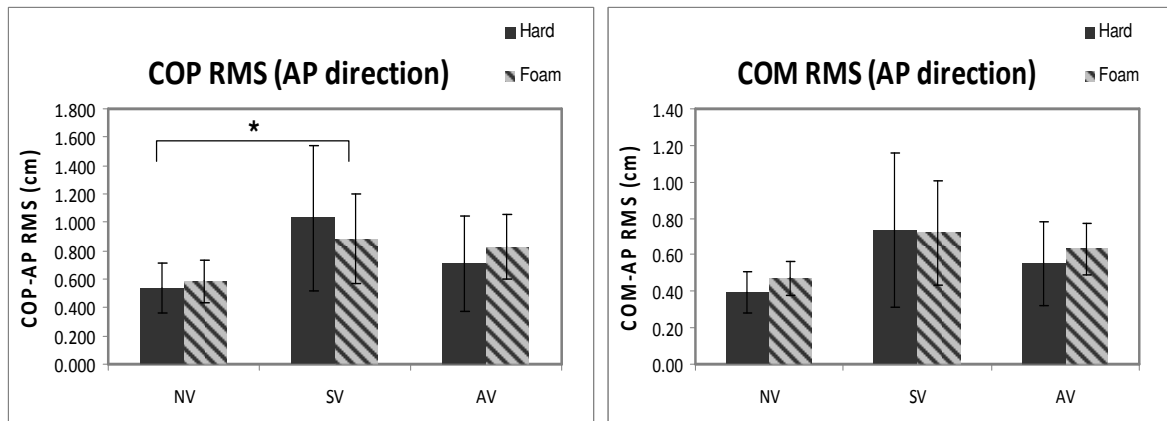 Hard
COP RMS (AP direction)
Foam
COP-AP RMS (cm)
1.800
1.600
1.400
1.200
1.000
0.800
0.600
0.400
0.200
0.000
*
NV SV AV
Hard
COM RMS (AP direction)
Foam
COM-AP RMS (cm)
1.40
1.20
1.00
0.80
0.60
0.40
0.20
0.00
NV SV AV